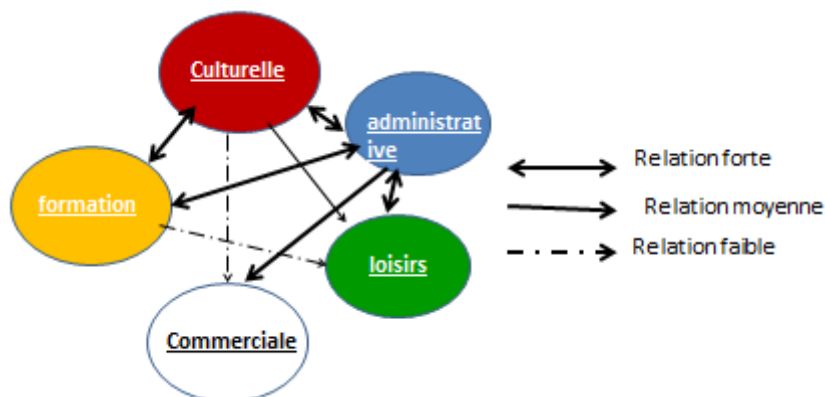 Culturelle
administrat
ive
formation
loisirs
Commerciale
Relation forte
Relation moyenne
Relation faible